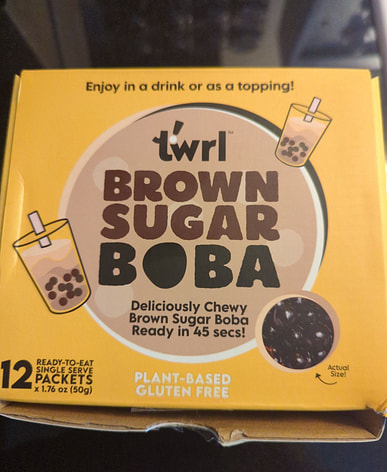 Enjoy in a drink or as a topping!
twrl™
BROWN
SUGAR
BOBA
Deliciously Chewy
Brown Sugar Boba
Ready in 45 secs!
Actual
Size!
12 READY-TO-EAT
SINGLE SERVE
PACKETS
x 1.76 oz (50g)
PLANT-BASED
GLUTEN FREE